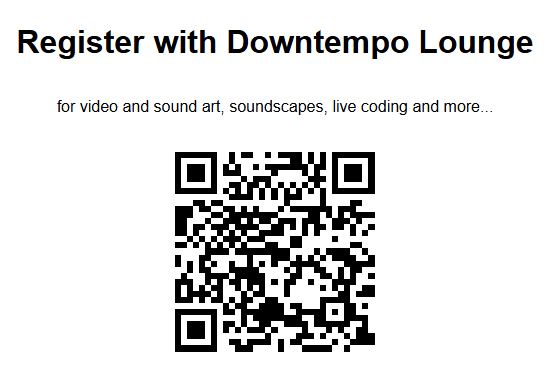 Register with Downtempo Lounge
for video and sound art, soundscapes, live coding and more...